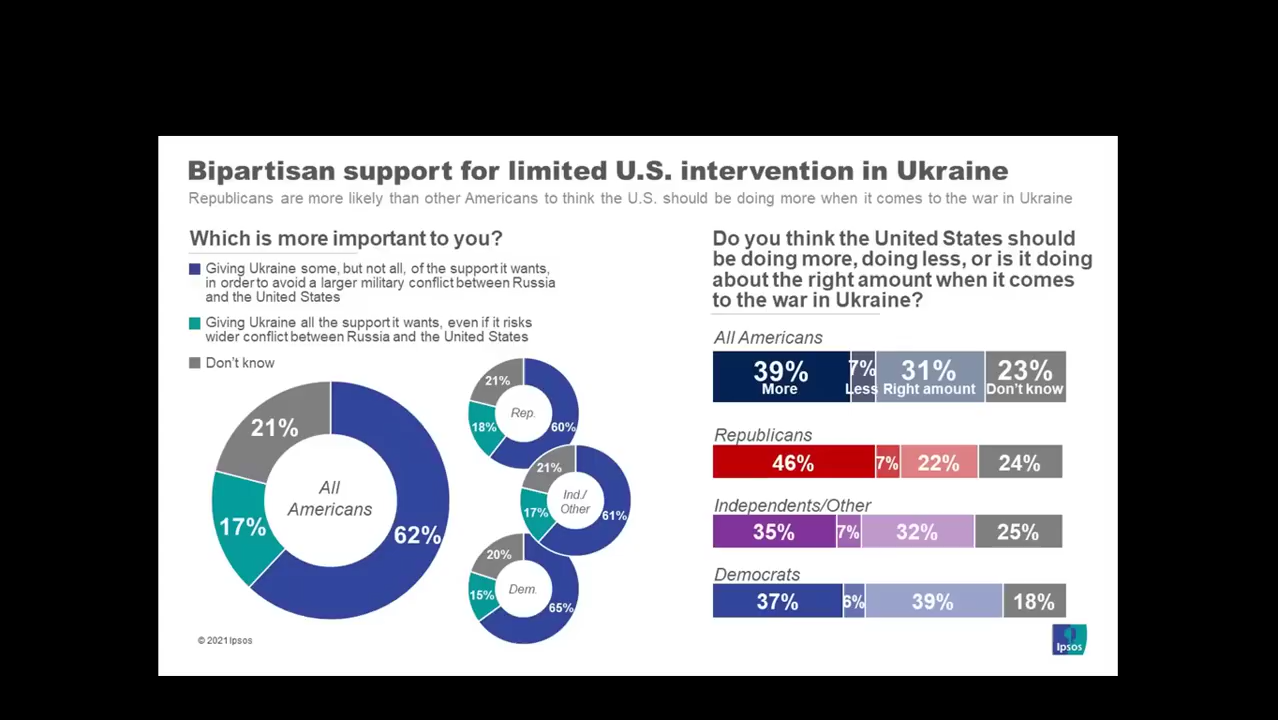 Bipartisan support for limited U.S. intervention in Ukraine
Republicans are more likely than other Americans to think the U.S. should be doing more when it comes to the war in Ukraine
Which is more important to you?
Giving Ukraine some, but not all, of the support it wants,
in order to avoid a larger military conflict between Russia
and the United States
Giving Ukraine all the support it wants, even if it risks
wider conflict between Russia and the United States
Don't know
21%
17%
62%
All
Americans
21%
18%
60%
Rep.
21%
17%
61%
Ind./
Other
20%
15%
65%
Dem.
© 2021 Ipsos
Do you think the United States should
be doing more, doing less, or is it doing
about the right amount when it comes
to the war in Ukraine?
All Americans
39% 7% 31% 23%
More Less Right amount Don't know
Republicans
46% 7% 22% 24%
Independents/Other
35% 7% 32% 25%
Democrats
37% 6% 39% 18%
Ipsos